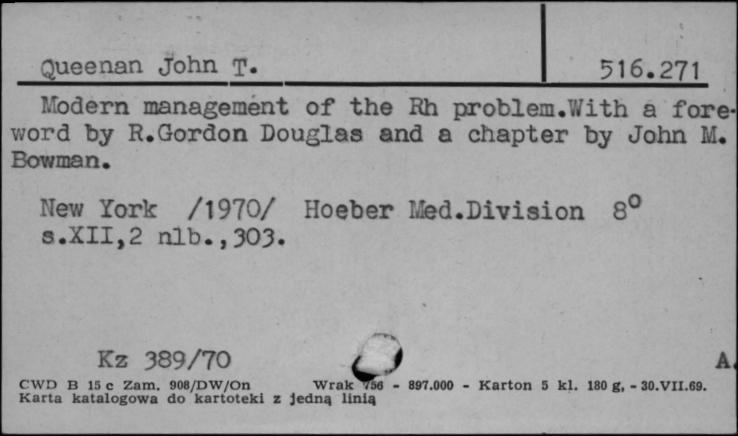 Queenan John T. 516.271
Modern management of the Rh problem.With a fore-
word by R.Gordon Douglas and a chapter by John M.
Bowman.
New York /1970/ Hoeber Med.Division 8°
s.XII,2 nlb.,303.
Kz 389/70 A.
CWD B 15 c Zam. 908/DW/On Wrak 756 - 897.000 - Karton 5 kl. 180 g, - 30.VII.69.
Karta katalogowa do kartoteki z jedną linią